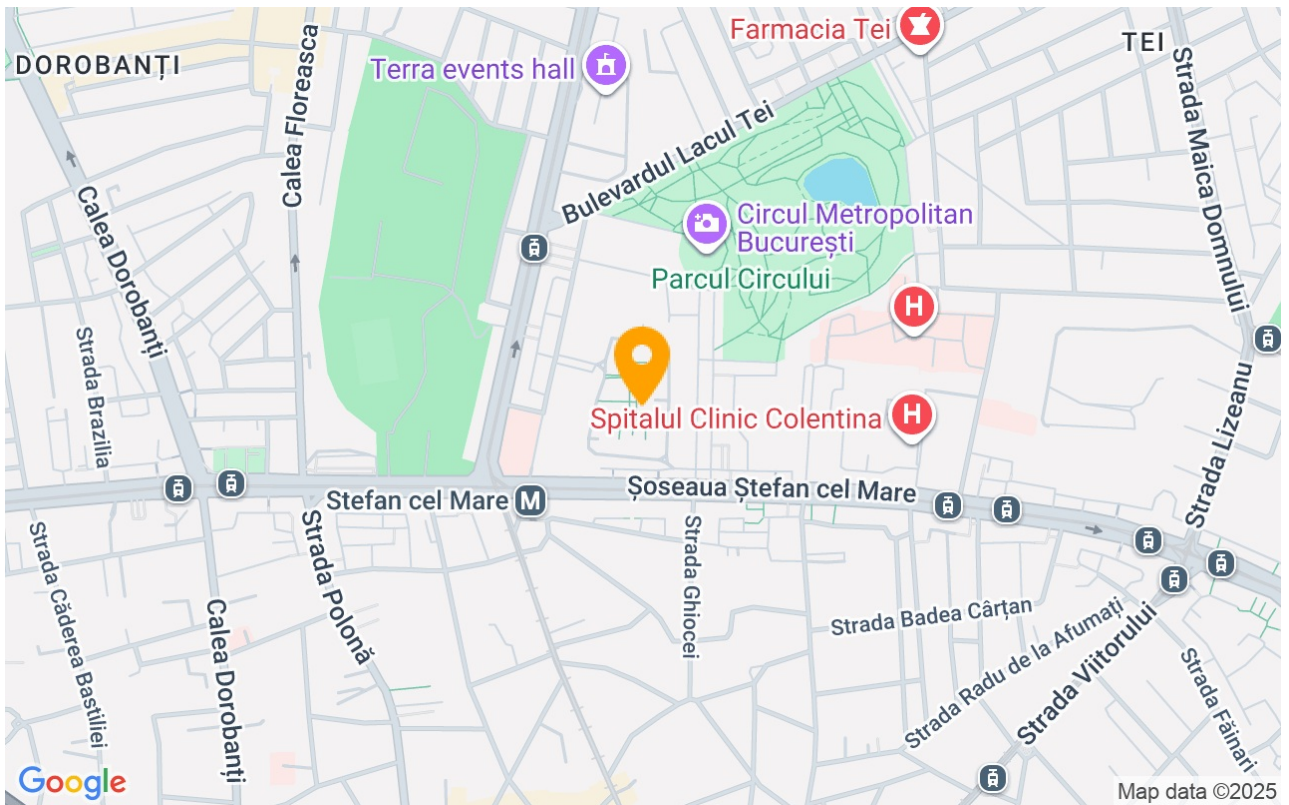 Farmacia Tei
TEI
DOROBANȚI
Terra events hall
Calea Floreasca
Strada Maica Domnului
Bulevardul Lacul Tei
Calea Dorobanți
Circul Metropolitan
București
Parcul Circului
H
Strada Brazilia
Spitalul Clinic Colentina
H
Strada Lizeanu
Stefan cel Mare
M
Șoseaua Ștefan cel Mare
Strada Căderea Bastiliei
Strada Polonă
Strada Ghiocei
Calea Dorobanți
Strada Badea Cârțan
Strada Radu de la Afumați
Strada Viitorului
Strada Făinari
Google
Map data ©2025